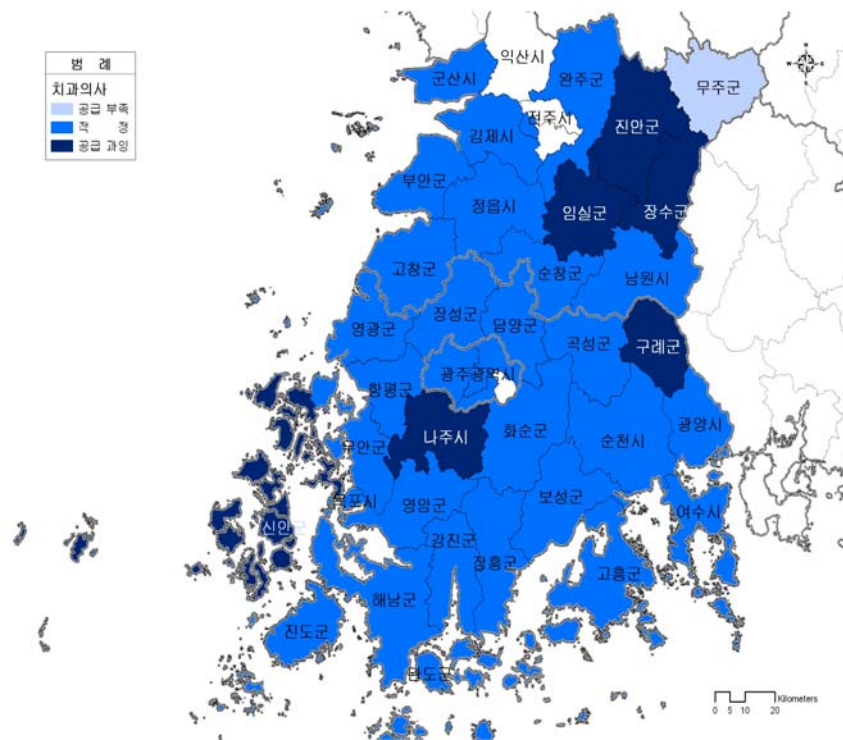 범 례
치과의사
공급 부족
적 정
공급 과잉
익산시
군산시
완주군
무주군
N
W E
S
전주시
김제시
진안군
부안군
정읍시
임실군
장수군
고창군
순창군
남원시
장성군
담양군
영광군
곡성군
구례군
광주광역시
함평군
나주시
화순군
순천시
광양시
무안군
목포시
영암군
보성군
여수시
신안군
강진군
장흥군
고흥군
해남군
진도군
완도군
Kilometers
0 5 10 20